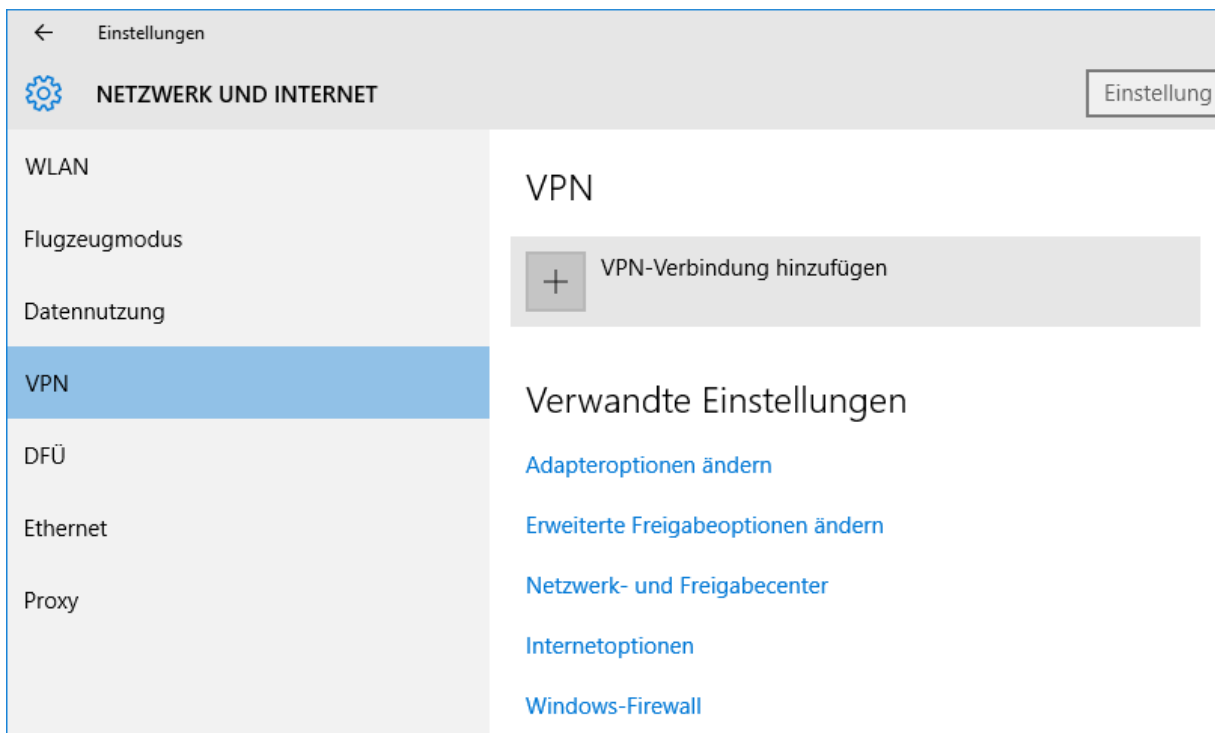 Einstellungen
NETZWERK UND INTERNET
Einstellung
WLAN
Flugzeugmodus
Datennutzung
VPN
DFÜ
Ethernet
Proxy
VPN
VPN-Verbindung hinzufügen
Verwandte Einstellungen
Adapteroptionen ändern
Erweiterte Freigabeoptionen ändern
Netzwerk- und Freigabecenter
Internetoptionen
Windows-Firewall